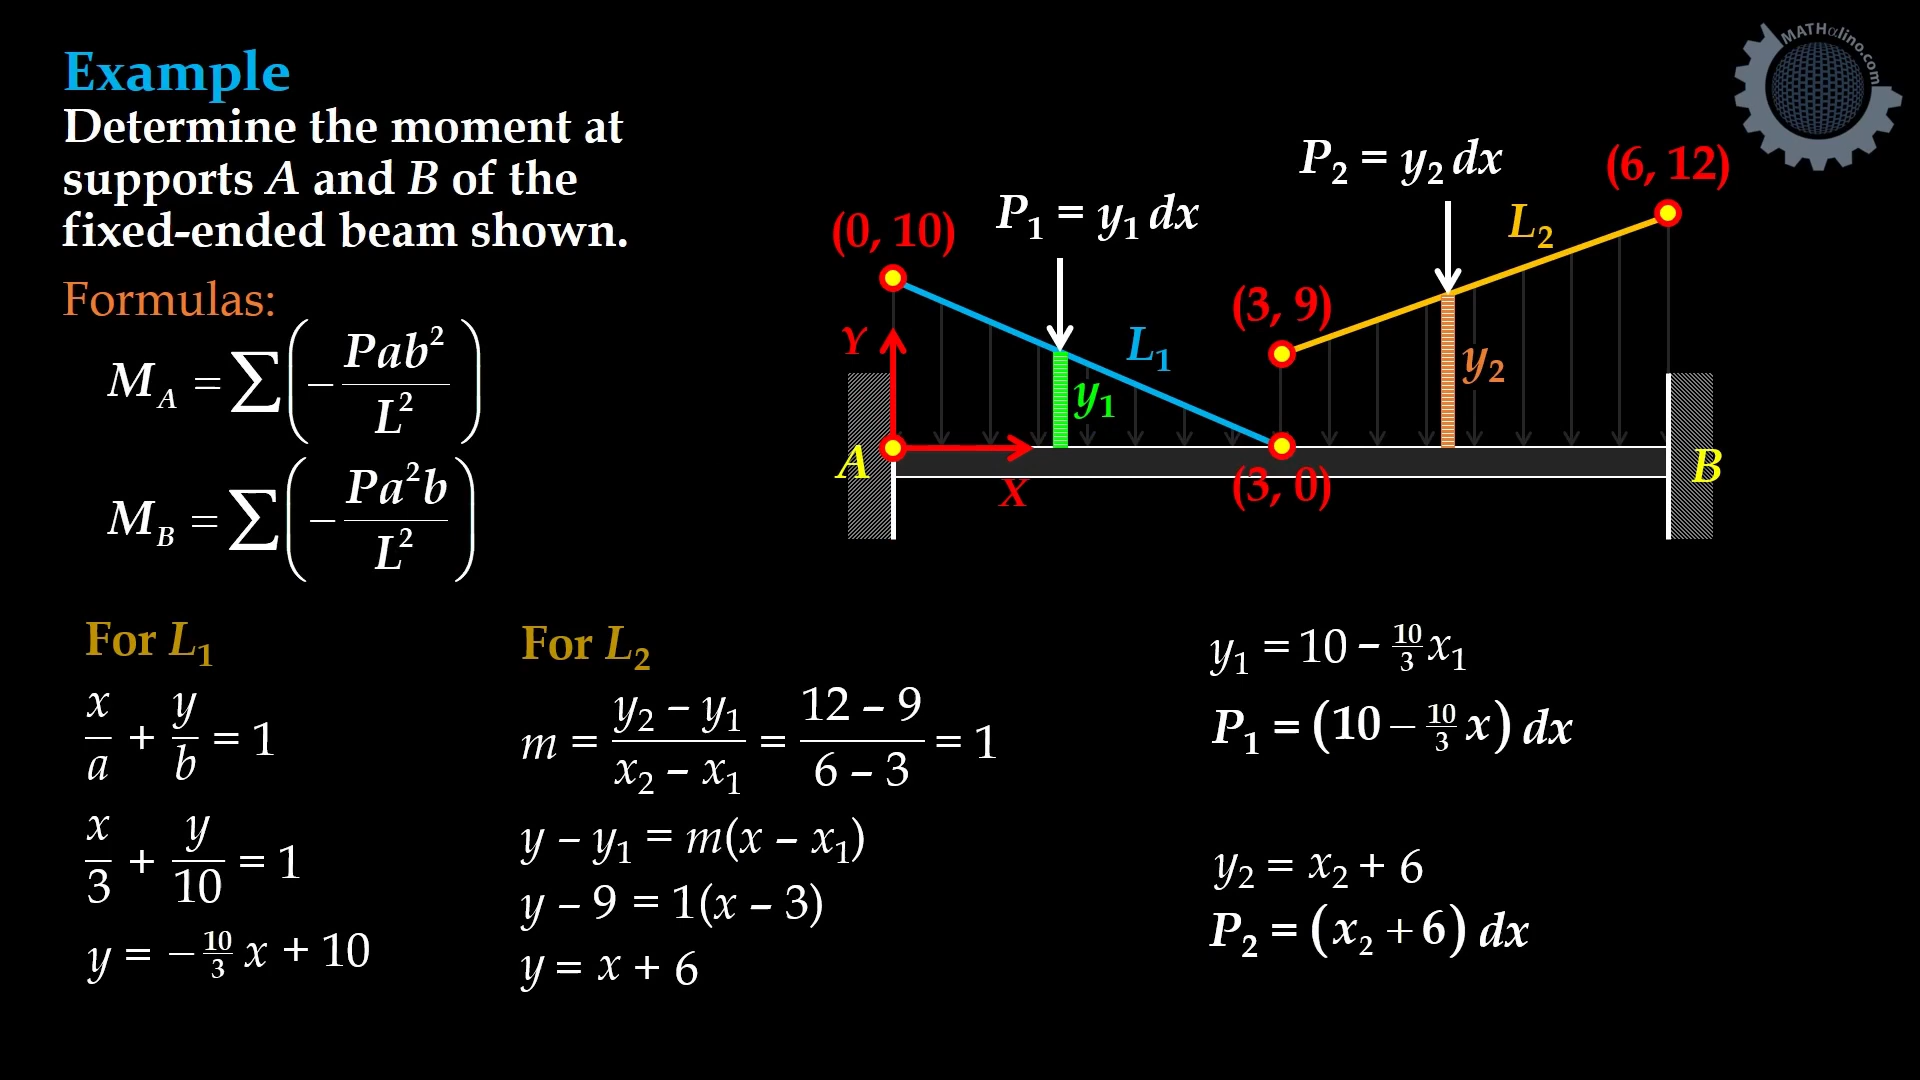 Example
Determine the moment at
supports A and B of the
fixed-ended beam shown.
Formulas:
M_A = ∑(−Pab²/L²)
M_B = ∑(−Pa²b/L²)
MATHalino.com
P₁ = y₁ dx
P₂ = y₂ dx
(0, 10)
(6, 12)
(3, 9)
(3, 0)
L₁
L₂
y₁
y₂
Y
X
A
B
For L₁
x/a + y/b = 1
x/3 + y/10 = 1
y = −10/3 x + 10
For L₂
m = (y₂ – y₁)/(x₂ – x₁) = (12 – 9)/(6 – 3) = 1
y – y₁ = m(x – x₁)
y – 9 = 1(x – 3)
y = x + 6
y₁ = 10 – 10/3 x₁
P₁ = (10 – 10/3 x) dx
y₂ = x₂ + 6
P₂ = (x₂ + 6) dx